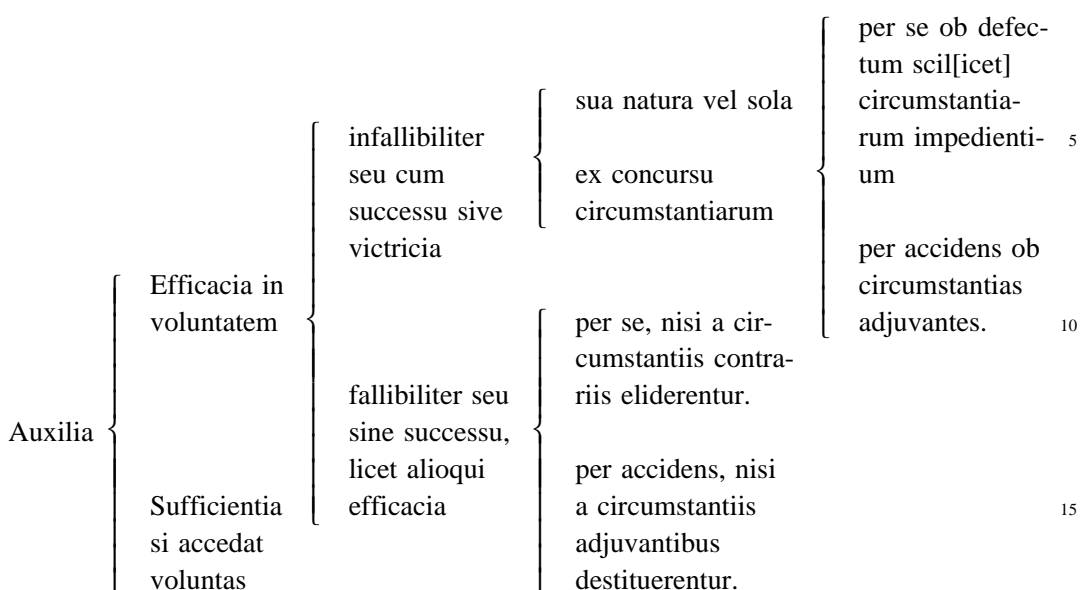 Auxilia
Efficacia in
voluntatem
infallibiliter
seu cum
successu sive
victricia
sua natura vel sola
ex concursu
circumstantiarum
per se ob defec-
tum scil[icet]
circumstantia-
rum impedienti-
um
per accidens ob
circumstantias
adjuvantes.
fallibiliter seu
sine successu,
licet alioqui
efficacia
per se, nisi a cir-
cumstantiis contra-
riis eliderentur.
per accidens, nisi
a circumstantiis
adjuvantibus
destituerentur.
Sufficientia
si accedat
voluntas
5
10
15